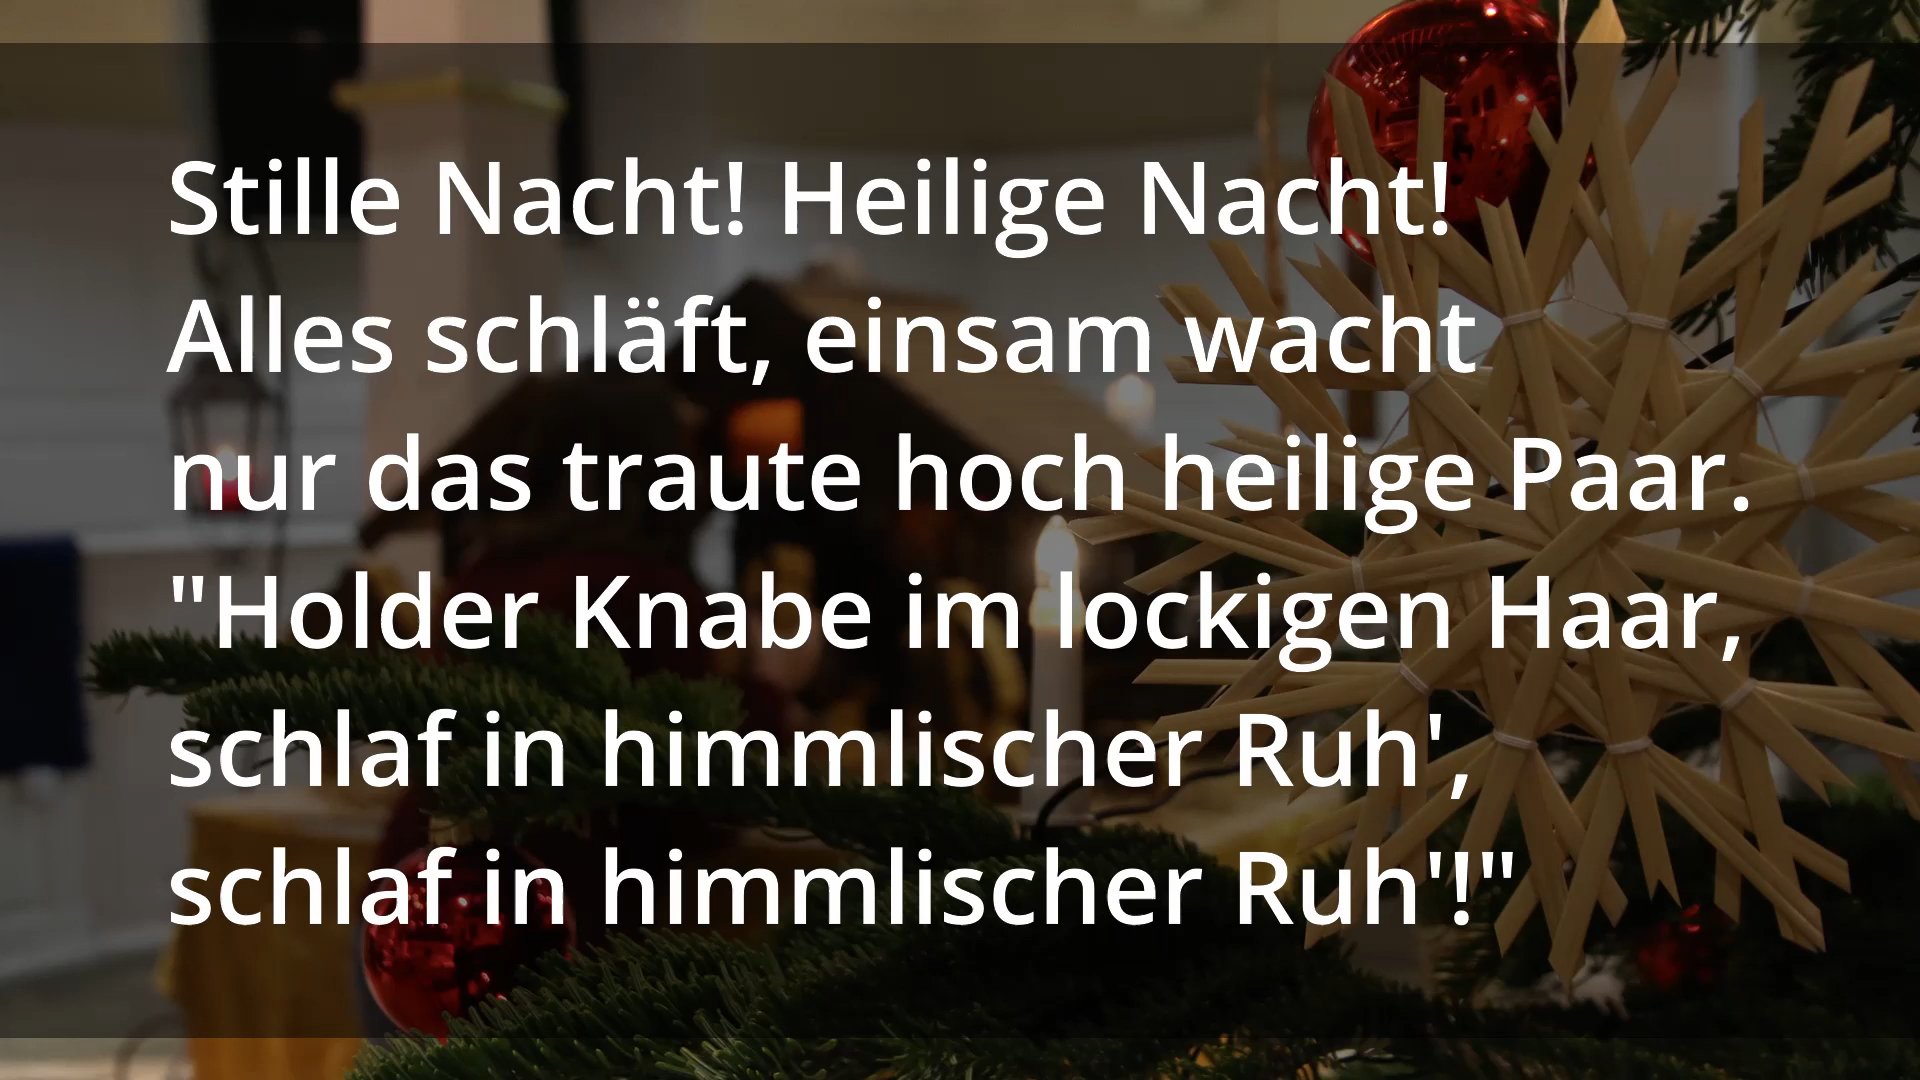 Stille Nacht! Heilige Nacht!
Alles schläft, einsam wacht
nur das traute hoch heilige Paar.
"Holder Knabe im lockigen Haar,
schlaf in himmlischer Ruh',
schlaf in himmlischer Ruh'!"